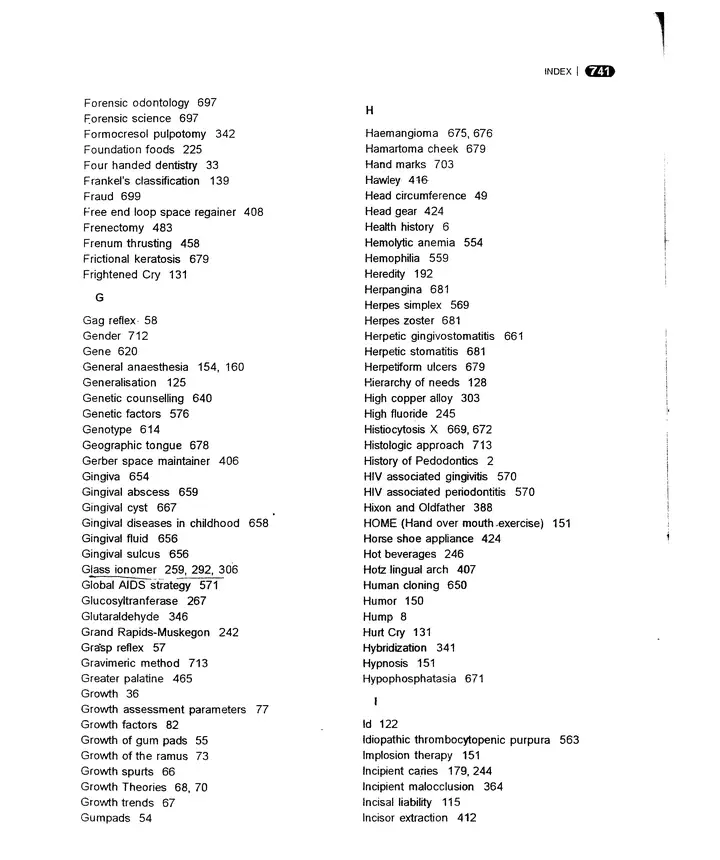 INDEX | 741
Forensic odontology 697
Forensic science 697
Formocresol pulpotomy 342
Foundation foods 225
Four handed dentistry 33
Frankel's classification 139
Fraud 699
Free end loop space regainer 408
Frenectomy 483
Frenum thrusting 458
Frictional keratosis 679
Frightened Cry 131
G
Gag reflex 58
Gender 712
Gene 620
General anaesthesia 154, 160
Generalisation 125
Genetic counselling 640
Genetic factors 576
Genotype 614
Geographic tongue 678
Gerber space maintainer 406
Gingiva 654
Gingival abscess 659
Gingival cyst 667
Gingival diseases in childhood 658
Gingival fluid 656
Gingival sulcus 656
Glass ionomer 259, 292, 306
Global AIDS strategy 571
Glucosyltranferase 267
Glutaraldehyde 346
Grand Rapids-Muskegon 242
Grasp reflex 57
Gravimeric method 713
Greater palatine 465
Growth 36
Growth assessment parameters 77
Growth factors 82
Growth of gum pads 55
Growth of the ramus 73
Growth spurts 66
Growth Theories 68, 70
Growth trends 67
Gumpads 54
H
Haemangioma 675, 676
Hamartoma cheek 679
Hand marks 703
Hawley 416
Head circumference 49
Head gear 424
Health history 6
Hemolytic anemia 554
Hemophilia 559
Heredity 192
Herpangina 681
Herpes simplex 569
Herpes zoster 681
Herpetic gingivostomatitis 661
Herpetic stomatitis 681
Herpetiform ulcers 679
Hierarchy of needs 128
High copper alloy 303
High fluoride 245
Histiocytosis X 669, 672
Histologic approach 713
History of Pedodontics 2
HIV associated gingivitis 570
HIV associated periodontitis 570
Hixon and Oldfather 388
HOME (Hand over mouth exercise) 151
Horse shoe appliance 424
Hot beverages 246
Hotz lingual arch 407
Human cloning 650
Humor 150
Hump 8
Hurt Cry 131
Hybridization 341
Hypnosis 151
Hypophosphatasia 671
I
Id 122
Idiopathic thrombocytopenic purpura 563
Implosion therapy 151
Incipient caries 179, 244
Incipient malocclusion 364
Incisal liability 115
Incisor extraction 412